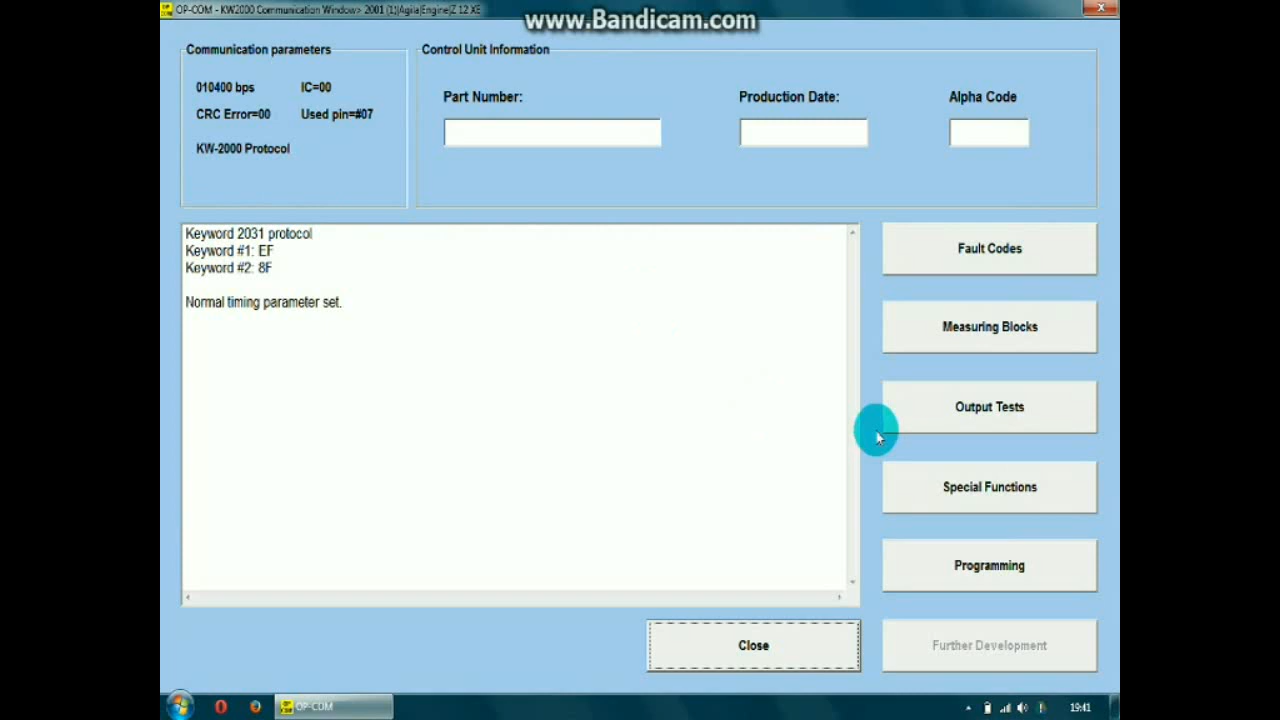 OP-COM - KW2000 Communication Window> 2001 (1)|Agila|Engine|Z 12 XE
www.Bandicam.com
Communication parameters
010400 bps IC=00
CRC Error=00 Used pin=#07
KW-2000 Protocol
Control Unit Information
Part Number: Production Date: Alpha Code
Keyword 2031 protocol
Keyword #1: EF
Keyword #2: 8F
Normal timing parameter set.
Fault Codes
Measuring Blocks
Output Tests
Special Functions
Programming
Close
Further Development
OP-COM
19:41